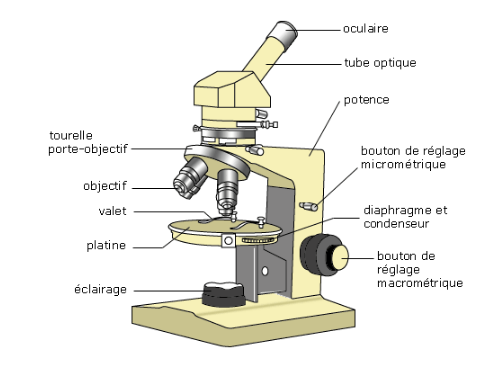 oculaire
tube optique
potence
tourelle
porte-objectif
bouton de réglage
micrométrique
objectif
valet
diaphragme et
condenseur
platine
bouton de
réglage
macrométrique
éclairage